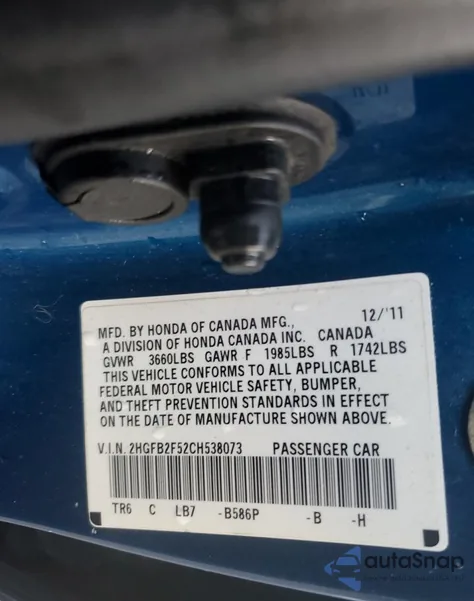 MFD. BY HONDA OF CANADA MFG., 12/'11
A DIVISION OF HONDA CANADA INC. CANADA
GVWR 3660LBS GAWR F 1985LBS R 1742LBS
THIS VEHICLE CONFORMS TO ALL APPLICABLE
FEDERAL MOTOR VEHICLE SAFETY, BUMPER,
AND THEFT PREVENTION STANDARDS IN EFFECT
ON THE DATE OF MANUFACTURE SHOWN ABOVE.
V.I.N. 2HGFB2F52CH538073 PASSENGER CAR
TR6 C LB7 -B586P -B -H
autoSnap